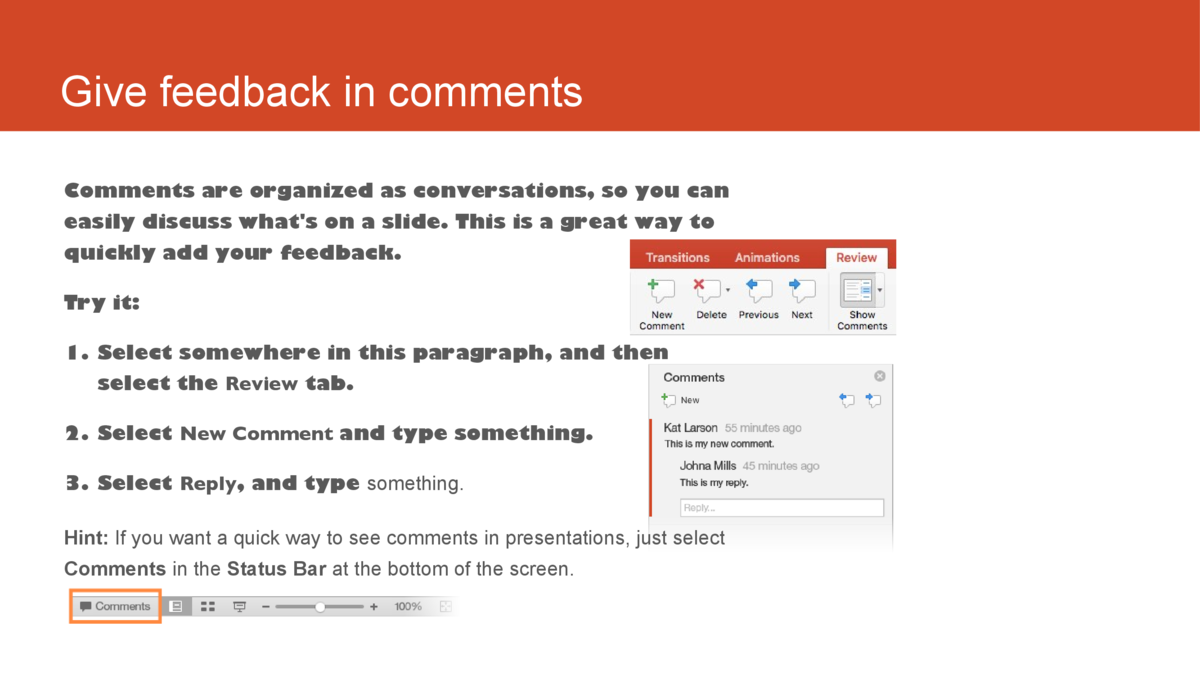 Give feedback in comments
Comments are organized as conversations, so you can
easily discuss what's on a slide. This is a great way to
quickly add your feedback.
Try it:
1. Select somewhere in this paragraph, and then
select the Review tab.
2. Select New Comment and type something.
3. Select Reply, and type something.
Hint: If you want a quick way to see comments in presentations, just select
Comments in the Status Bar at the bottom of the screen.
Transitions Animations Review
New Comment
Delete
Previous
Next
Show Comments
Comments
New
Kat Larson 55 minutes ago
This is my new comment.
Johna Mills 45 minutes ago
This is my reply.
Reply...
Comments 100%